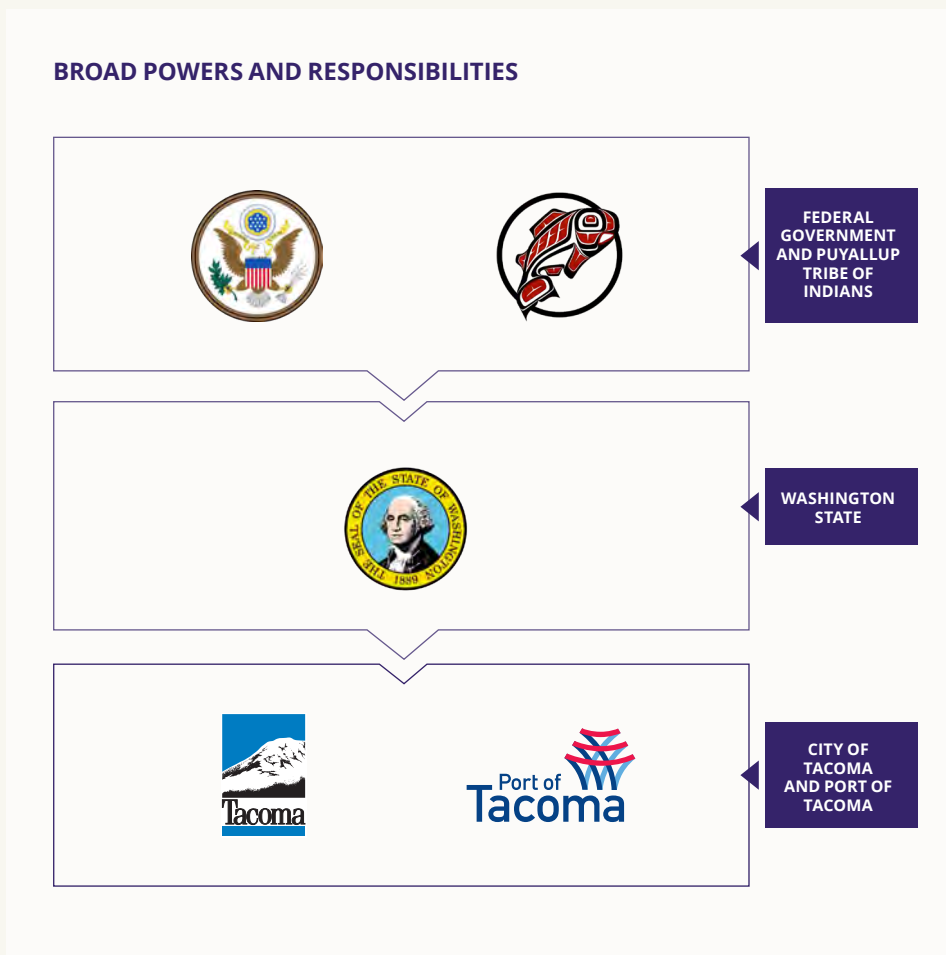 BROAD POWERS AND RESPONSIBILITIES
FEDERAL
GOVERNMENT
AND PUYALLUP
TRIBE OF
INDIANS
THE SEAL OF THE STATE OF WASHINGTON
1889
WASHINGTON
STATE
Tacoma
Port of
Tacoma
CITY OF
TACOMA
AND PORT OF
TACOMA